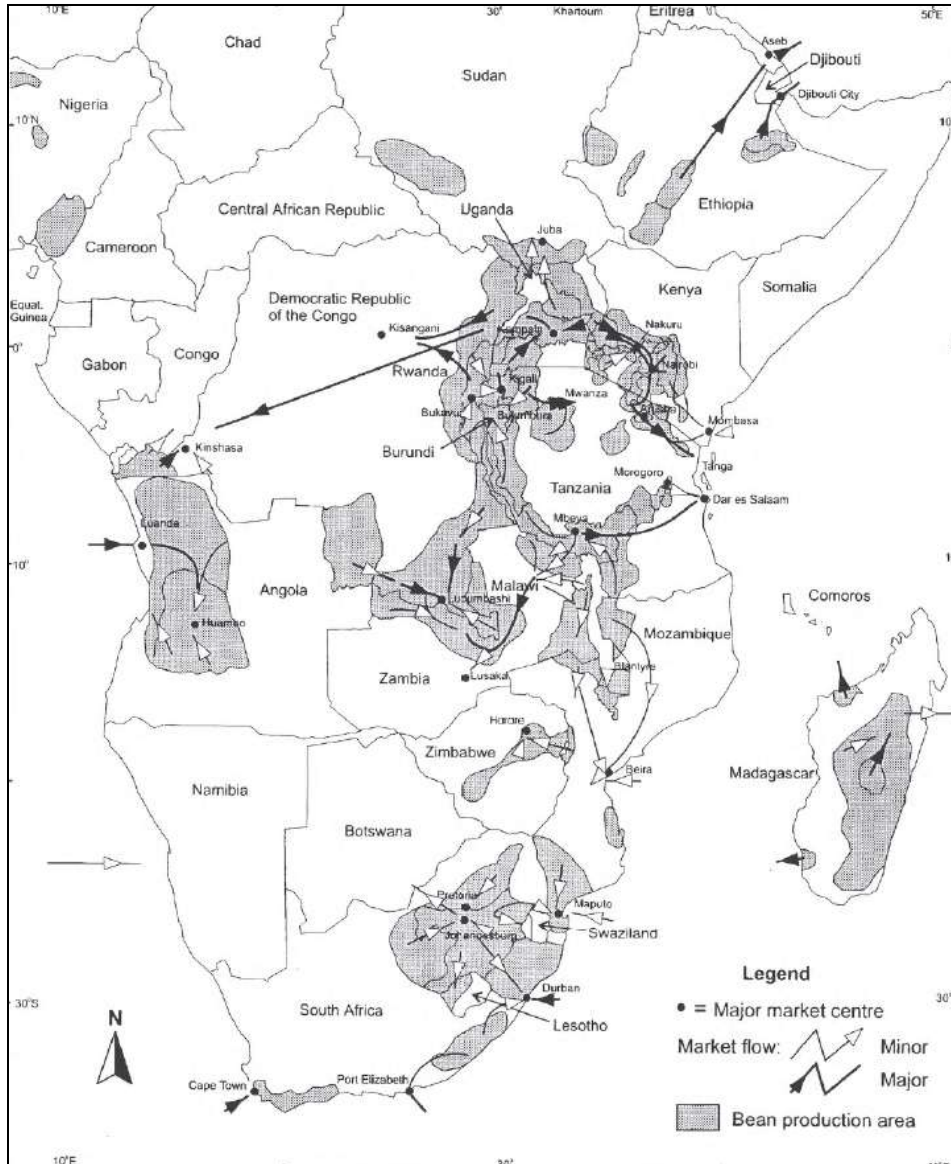 10°E
30°
Khartoum
Eritrea
50°E
Chad
Sudan
Aseb
Djibouti
Djibouti City
Nigeria
10°N
10
Central African Republic
Uganda
Ethiopia
Cameroon
Juba
Equat.
Guinea
Democratic Republic
of the Congo
Kenya
Somalia
Kisangani
Kampala
Nakuru
0°
Gabon
Congo
Rwanda
Kigali
Nairobi
Mwanza
Arusha
Bukavu
Bujumbura
Mombasa
Kinshasa
Burundi
Tanga
Tanzania
Morogoro
Dar es Salaam
Mbeya
Luanda
10°
Angola
Malawi
Lubumbashi
Comoros
Huambo
Mozambique
Blantyre
Zambia
Lusaka
Harare
Zimbabwe
Beira
Madagascar
Namibia
Botswana
Pretoria
Maputo
Johannesburg
Swaziland
Legend
30°S
Durban
30
South Africa
= Major market centre
Lesotho
N
Market flow:
Minor
Major
Cape Town
Port Elizabeth
Bean production area
10°E
30°